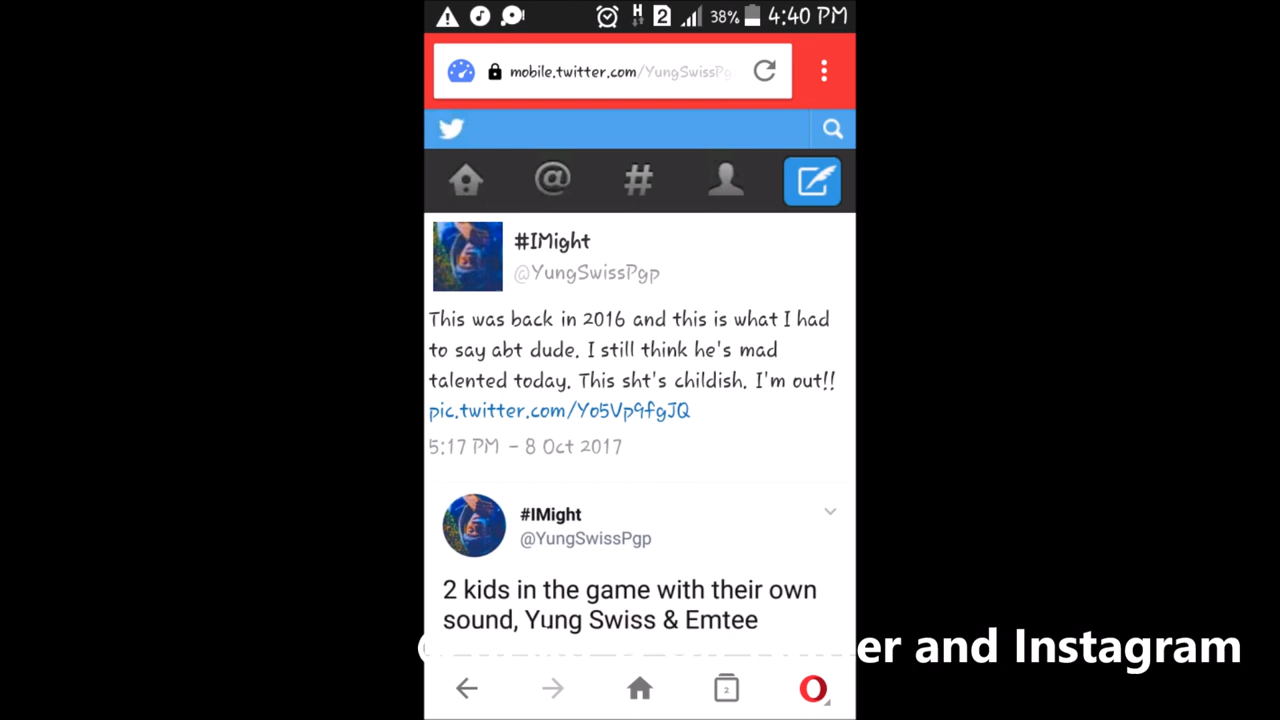 38% 4:40 PM
mobile.twitter.com/YungSwissPg
#IMight
@YungSwissPgp
This was back in 2016 and this is what I had
to say abt dude. I still think he's mad
talented today. This sht's childish. I'm out!!
pic.twitter.com/Yo5Vp9fgJQ
5:17 PM - 8 Oct 2017
#IMight
@YungSwissPgp
2 kids in the game with their own
sound, Yung Swiss & Emtee
and Instagram
2